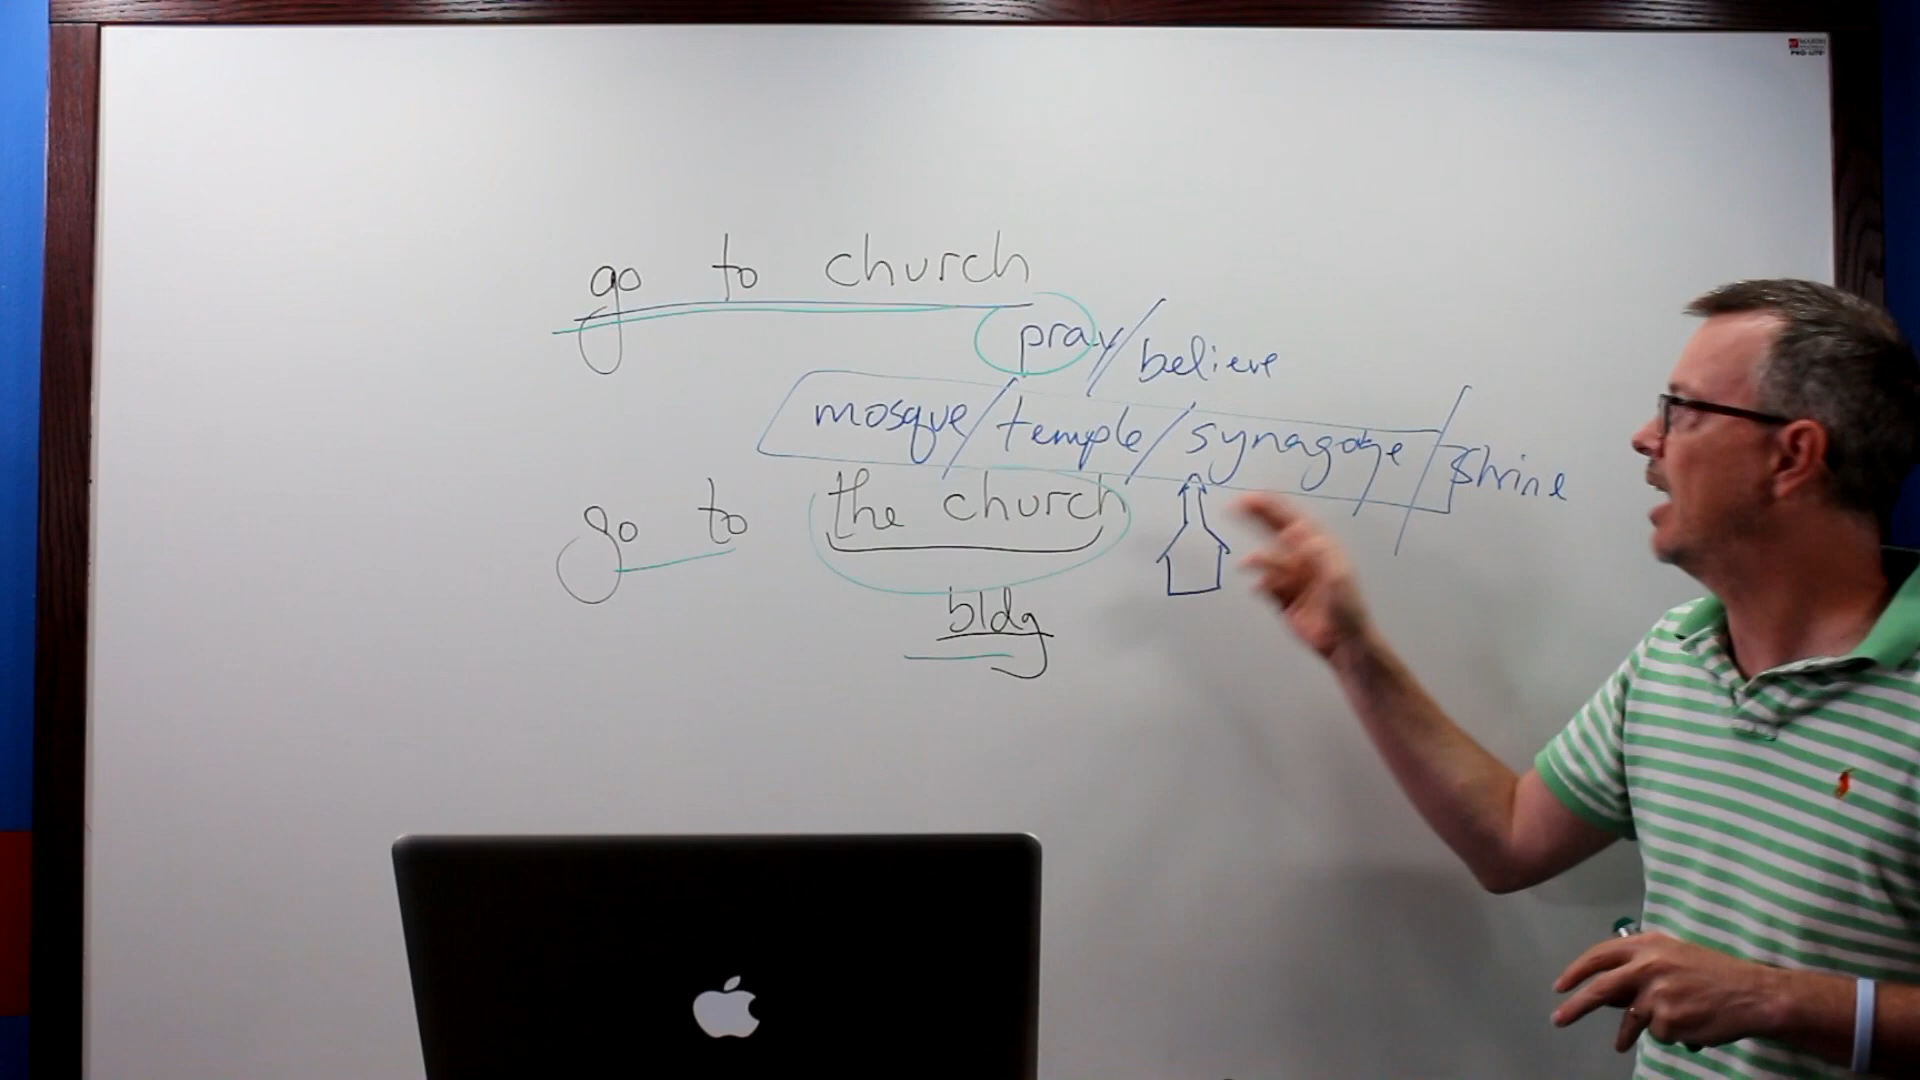 go to church
pray/believe
mosque/temple/synagoge/shrine
go to the church
bldg